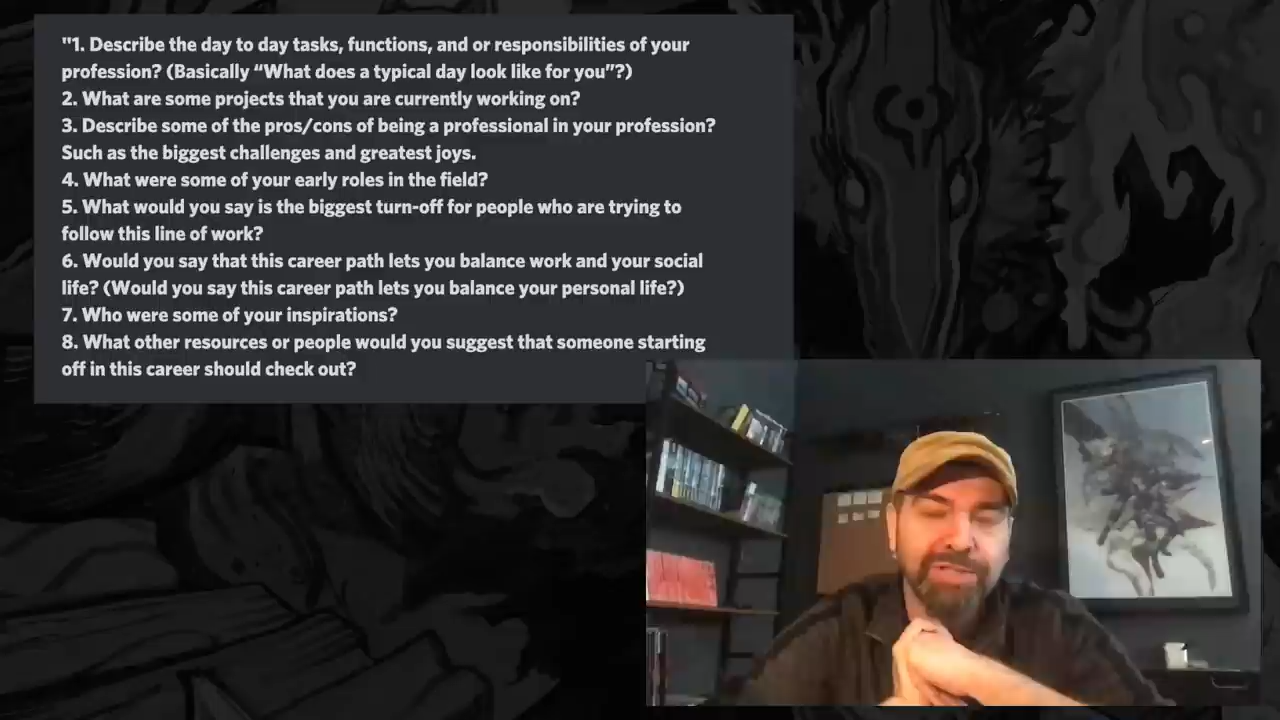 "1. Describe the day to day tasks, functions, and or responsibilities of your
profession? (Basically “What does a typical day look like for you”?)
2. What are some projects that you are currently working on?
3. Describe some of the pros/cons of being a professional in your profession?
Such as the biggest challenges and greatest joys.
4. What were some of your early roles in the field?
5. What would you say is the biggest turn-off for people who are trying to
follow this line of work?
6. Would you say that this career path lets you balance work and your social
life? (Would you say this career path lets you balance your personal life?)
7. Who were some of your inspirations?
8. What other resources or people would you suggest that someone starting
off in this career should check out?